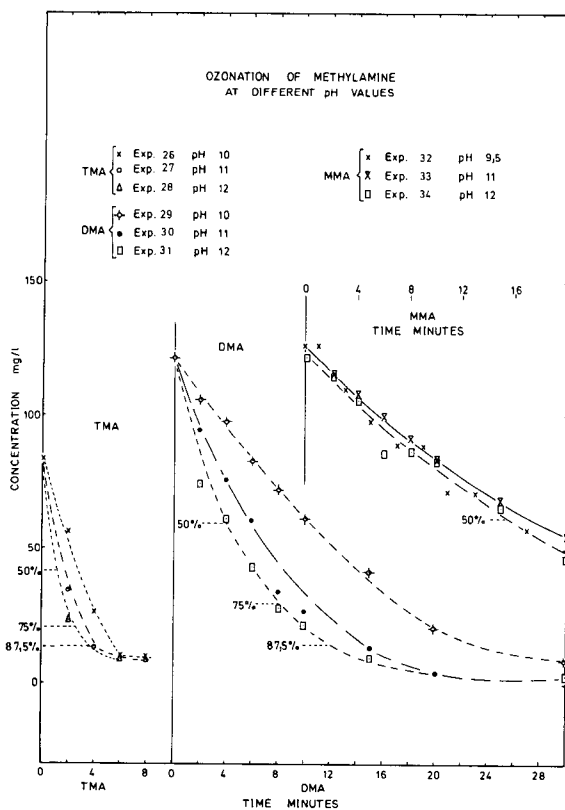 OZONATION OF METHYLAMINE
AT DIFFERENT pH VALUES
TMA
x Exp. 26 pH 10
o Exp. 27 pH 11
Δ Exp. 28 pH 12
DMA
Exp. 29 pH 10
• Exp. 30 pH 11
□ Exp. 31 pH 12
MMA
x Exp. 32 pH 9,5
Exp. 33 pH 11
□ Exp. 34 pH 12
CONCENTRATION mg/l
150
100
50
0
0 4 8 12 16
MMA
TIME MINUTES
DMA
TMA
50%
50%
50%
75%
75%
87,5%
87,5%
0 4 8
TMA
0 4 8 12 16 20 24 28
DMA
TIME MINUTES